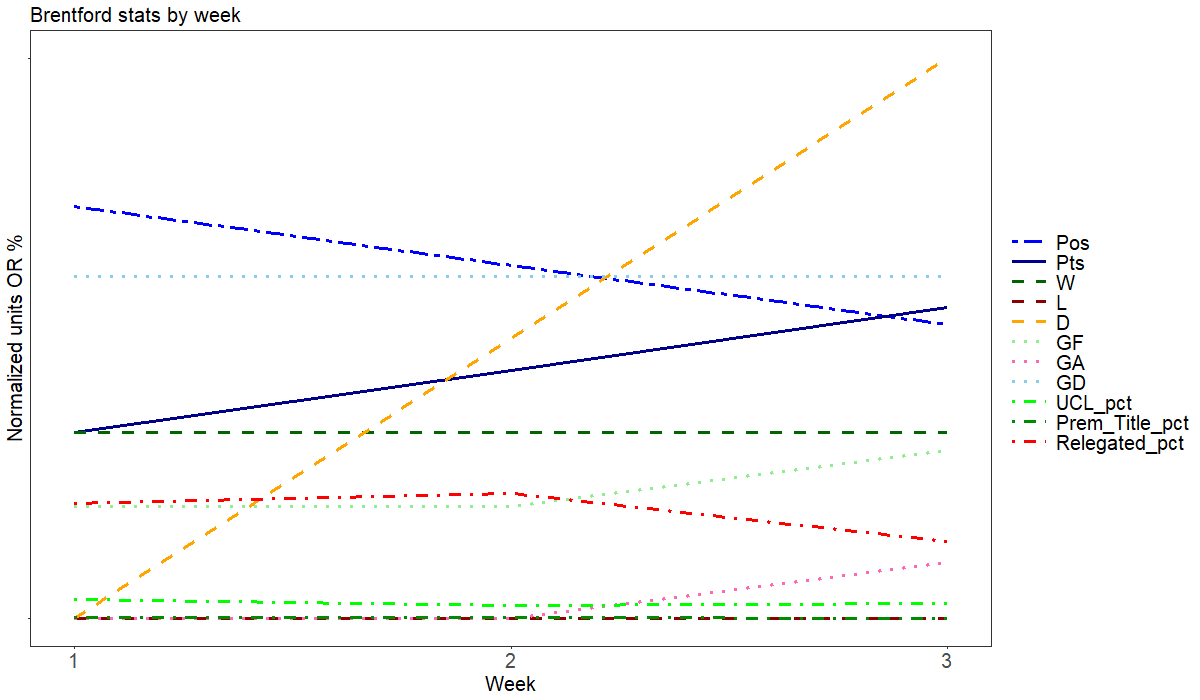 Brentford stats by week
Normalized units OR %
Pos
Pts
W
L
D
GF
GA
GD
UCL_pct
Prem_Title_pct
Relegated_pct
1
2
3
Week